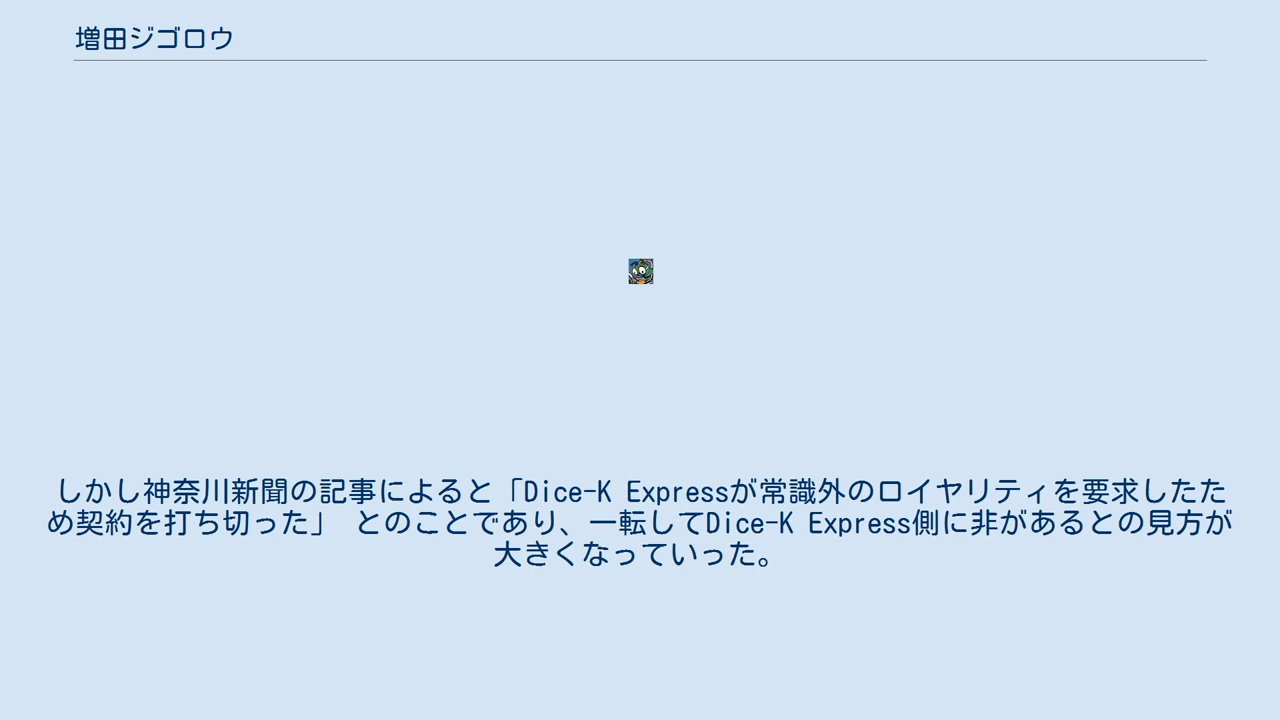 増田ジゴロウ
しかし神奈川新聞の記事によると「Dice-K Expressが常識外のロイヤリティを要求したた
め契約を打ち切った」 とのことであり、一転してDice-K Express側に非があるとの見方が
大きくなっていった。